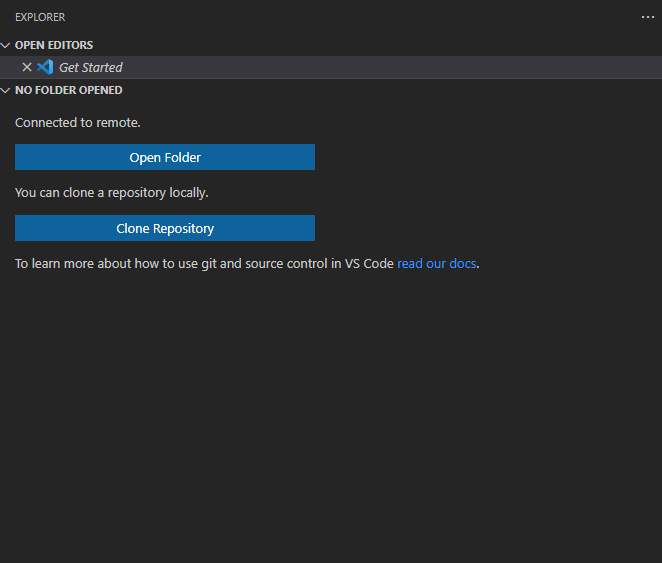 EXPLORER
OPEN EDITORS
Get Started
NO FOLDER OPENED
Connected to remote.
Open Folder
You can clone a repository locally.
Clone Repository
To learn more about how to use git and source control in VS Code read our docs.